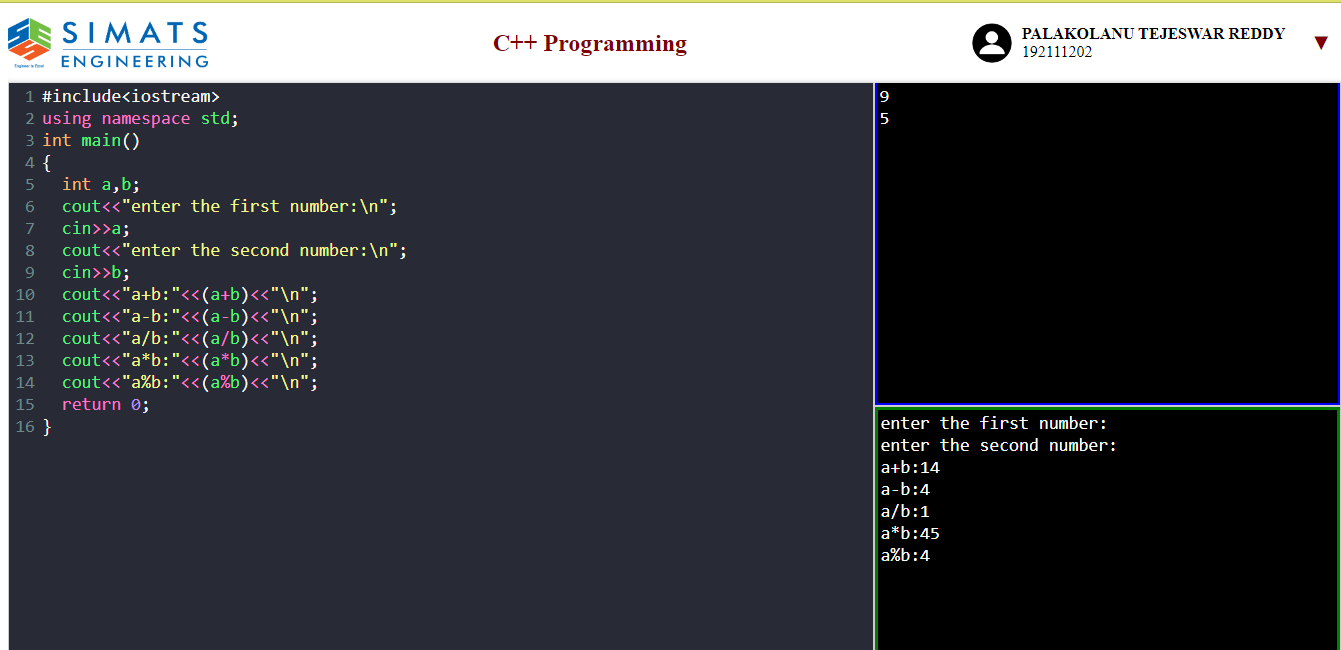 SIMATS
ENGINEERING
C++ Programming
PALAKOLANU TEJESWAR REDDY
192111202
1 #include<iostream>
2 using namespace std;
3 int main()
4 {
5   int a,b;
6   cout<<"enter the first number:\n";
7   cin>>a;
8   cout<<"enter the second number:\n";
9   cin>>b;
10   cout<<"a+b:"<<(a+b)<<"\n";
11   cout<<"a-b:"<<(a-b)<<"\n";
12   cout<<"a/b:"<<(a/b)<<"\n";
13   cout<<"a*b:"<<(a*b)<<"\n";
14   cout<<"a%b:"<<(a%b)<<"\n";
15   return 0;
16 }
9
5
enter the first number:
enter the second number:
a+b:14
a-b:4
a/b:1
a*b:45
a%b:4